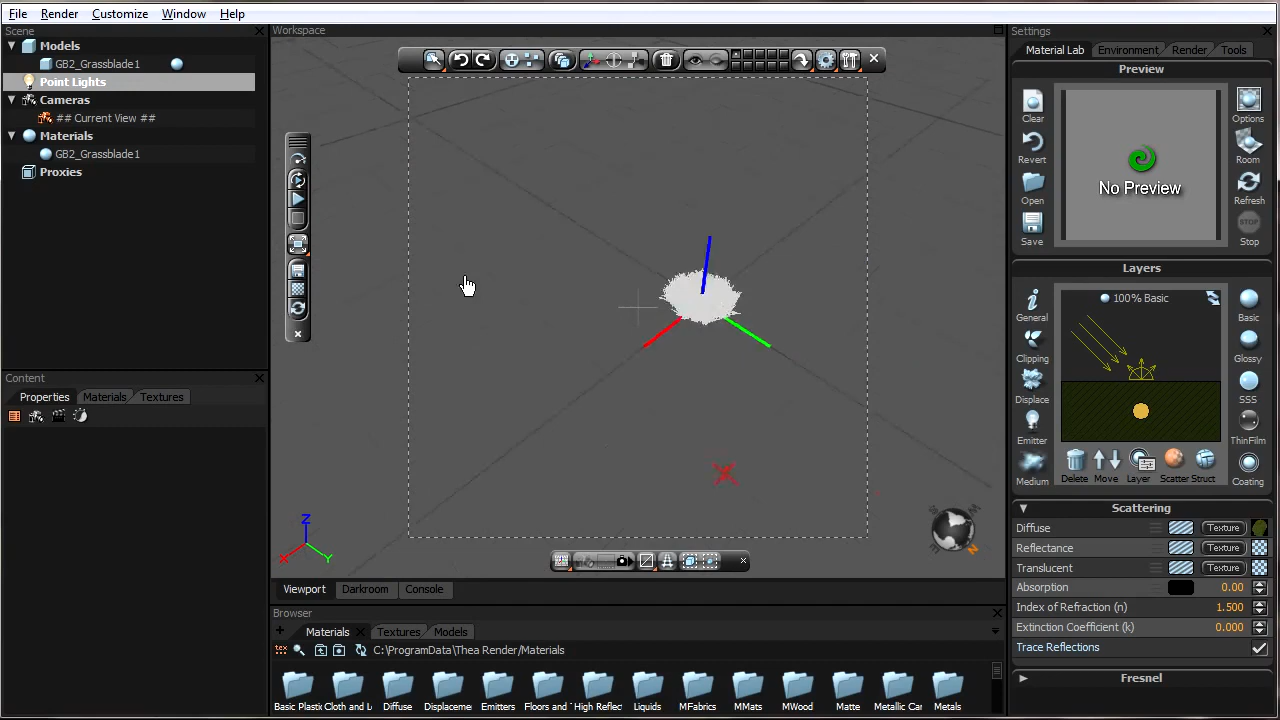 File Render Customize Window Help
Scene
Models
GB2_Grassblade1
Point Lights
Cameras
## Current View ##
Materials
GB2_Grassblade1
Proxies
Content
Properties Materials Textures
Workspace
Z
X Y
N
Viewport Darkroom Console
Browser
Materials Textures Models
tex C:\ProgramData\Thea Render/Materials
Basic Plastic Cloth and L Diffuse Displaceme Emitters Floors and High Reflec Liquids MFabrics MMats MWood Matte Metallic Car Metals
Settings
Material Lab Environment Render Tools
Preview
Clear Options
Revert Room
No Preview
Open Refresh
Save Stop
Layers
100% Basic
General Basic
Clipping Glossy
Displace SSS
Emitter ThinFilm
Medium Delete Move Layer Scatter Struct Coating
Scattering
Diffuse Texture
Reflectance Texture
Translucent Texture
Absorption 0.00
Index of Refraction (n) 1.500
Extinction Coefficient (k) 0.000
Trace Reflections
Fresnel